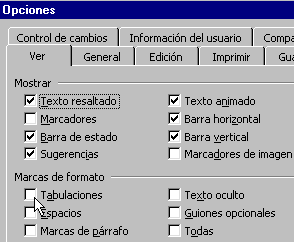 Opciones
Control de cambios Información del usuario Compa
Ver General Edición Imprimir Gua
Mostrar
Texto resaltado Texto animado
Marcadores Barra horizontal
Barra de estado Barra vertical
Sugerencias Marcadores de imagen
Marcas de formato
Tabulaciones Texto oculto
Espacios Guiones opcionales
Marcas de párrafo Todas